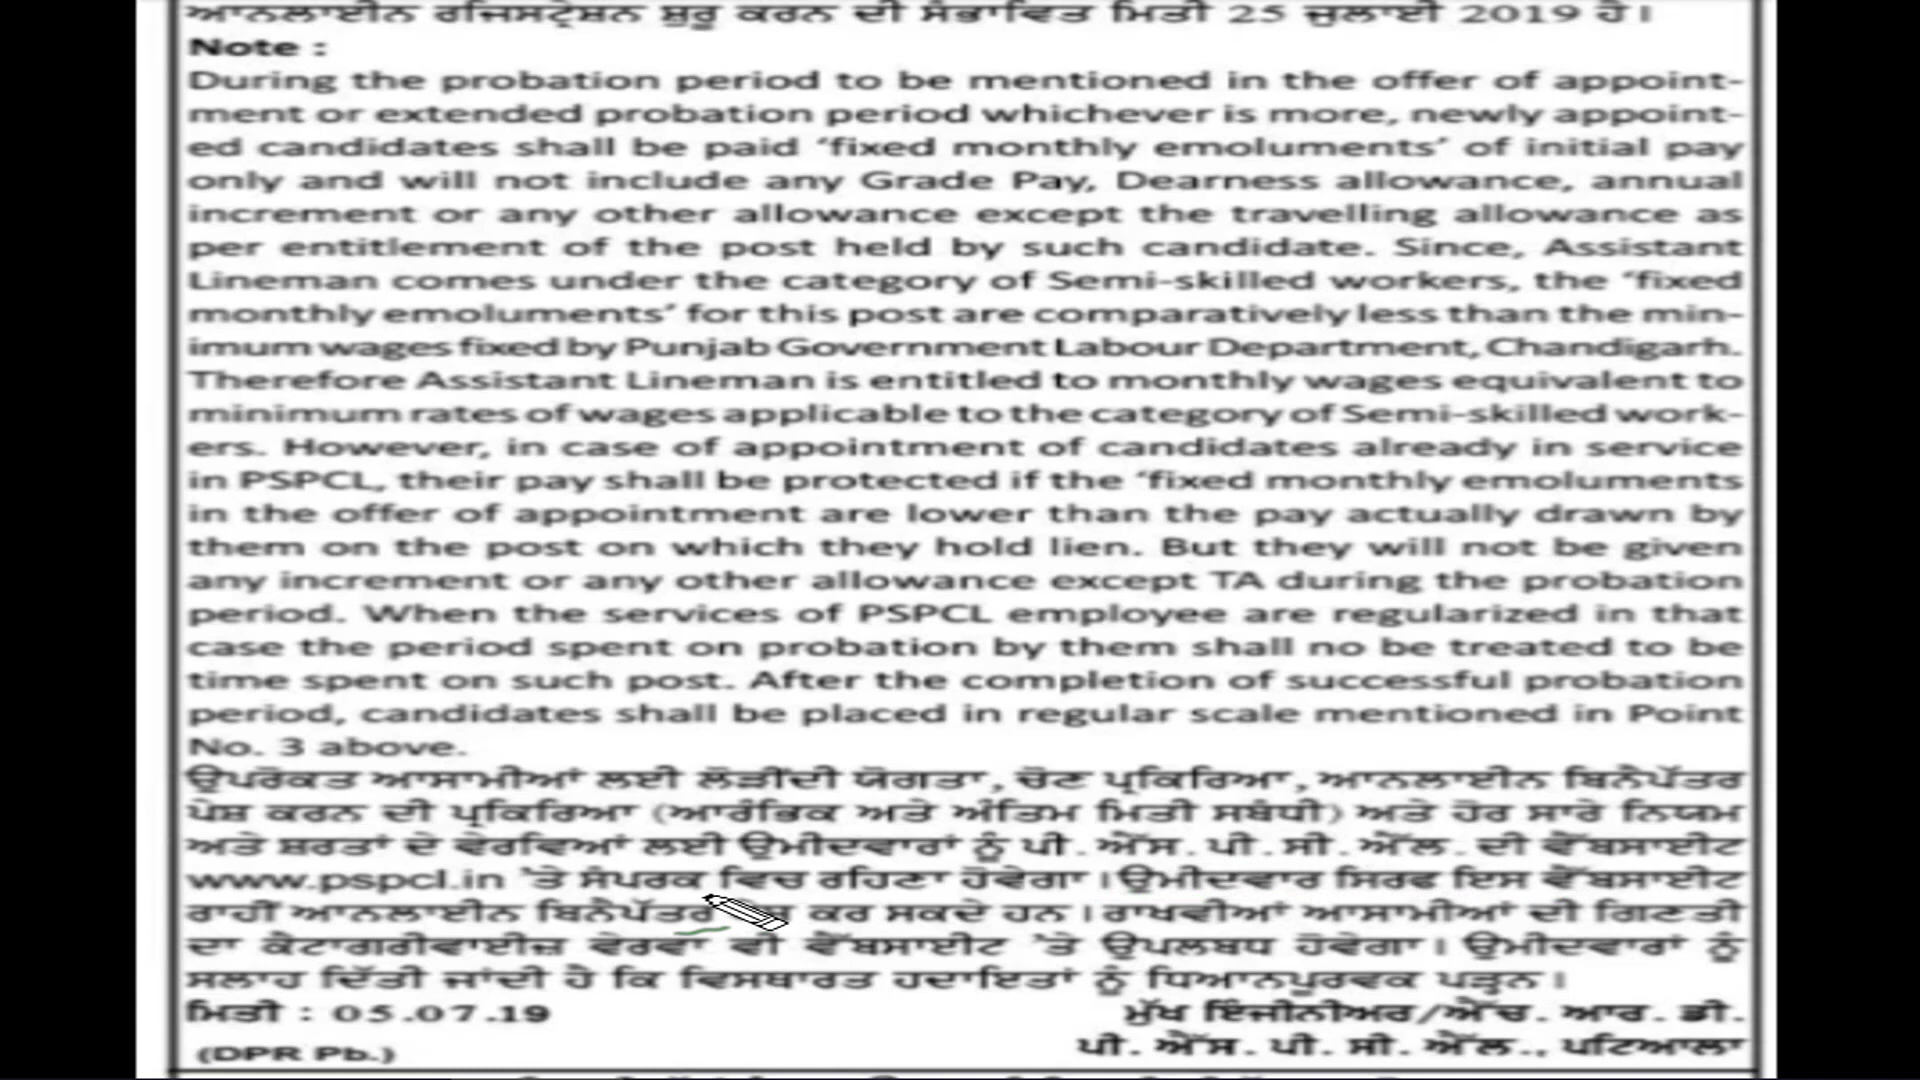 ਆਨਲਾਈਨ ਰਜਿਸਟ੍ਰੇਸ਼ਨ ਸ਼ੁਰੂ ਕਰਨ ਦੀ ਸੰਭਾਵਿਤ ਮਿਤੀ 25 ਜੁਲਾਈ 2019 ਹੈ।
Note :
During the probation period to be mentioned in the offer of appoint-
ment or extended probation period whichever is more, newly appoint-
ed candidates shall be paid ‘fixed monthly emoluments’ of initial pay
only and will not include any Grade Pay, Dearness allowance, annual
increment or any other allowance except the travelling allowance as
per entitlement of the post held by such candidate. Since, Assistant
Lineman comes under the category of Semi-skilled workers, the ‘fixed
monthly emoluments’ for this post are comparatively less than the min-
imum wages fixed by Punjab Government Labour Department, Chandigarh.
Therefore Assistant Lineman is entitled to monthly wages equivalent to
minimum rates of wages applicable to the category of Semi-skilled work-
ers. However, in case of appointment of candidates already in service
in PSPCL, their pay shall be protected if the ‘fixed monthly emoluments
in the offer of appointment are lower than the pay actually drawn by
them on the post on which they hold lien. But they will not be given
any increment or any other allowance except TA during the probation
period. When the services of PSPCL employee are regularized in that
case the period spent on probation by them shall no be treated to be
time spent on such post. After the completion of successful probation
period, candidates shall be placed in regular scale mentioned in Point
No. 3 above.
ਉਪਰੋਕਤ ਆਸਾਮੀਆਂ ਲਈ ਲੋੜੀਂਦੀ ਯੋਗਤਾ, ਚੋਣ ਪ੍ਰਕਿਰਿਆ, ਆਨਲਾਈਨ ਬਿਨੈਪੱਤਰ
ਪੇਸ਼ ਕਰਨ ਦੀ ਪ੍ਰਕਿਰਿਆ (ਆਰੰਭਿਕ ਅਤੇ ਅੰਤਿਮ ਮਿਤੀ ਸਬੰਧੀ) ਅਤੇ ਹੋਰ ਸਾਰੇ ਨਿਯਮ
ਅਤੇ ਸ਼ਰਤਾਂ ਦੇ ਵੇਰਵਿਆਂ ਲਈ ਉਮੀਦਵਾਰਾਂ ਨੂੰ ਪੀ.ਐੱਸ.ਪੀ.ਸੀ.ਐੱਲ. ਦੀ ਵੈੱਬਸਾਈਟ
www.pspcl.in ’ਤੇ ਸੰਪਰਕ ਵਿਚ ਰਹਿਣਾ ਹੋਵੇਗਾ। ਉਮੀਦਵਾਰ ਸਿਰਫ ਇਸ ਵੈੱਬਸਾਈਟ
ਰਾਹੀਂ ਆਨਲਾਈਨ ਬਿਨੈਪੱਤਰ ਕਰ ਸਕਦੇ ਹਨ। ਰਾਖਵੀਆਂ ਆਸਾਮੀਆਂ ਦੀ ਗਿਣਤੀ
ਦਾ ਕੈਟਾਗਰੀਵਾਈਜ਼ ਵੇਰਵਾ ਵੀ ਵੈੱਬਸਾਈਟ ’ਤੇ ਉਪਲਬਧ ਹੋਵੇਗਾ। ਉਮੀਦਵਾਰਾਂ ਨੂੰ
ਸਲਾਹ ਦਿੱਤੀ ਜਾਂਦੀ ਹੈ ਕਿ ਵਿਸਥਾਰਤ ਹਦਾਇਤਾਂ ਨੂੰ ਧਿਆਨਪੂਰਵਕ ਪੜ੍ਹਨ।
ਮਿਤੀ : 05.07.19
ਮੁੱਖ ਇੰਜੀਨੀਅਰ/ਐੱਚ. ਆਰ. ਡੀ.
(DPR Pb.)
ਪੀ. ਐੱਸ. ਪੀ. ਸੀ. ਐੱਲ., ਪਟਿਆਲਾ